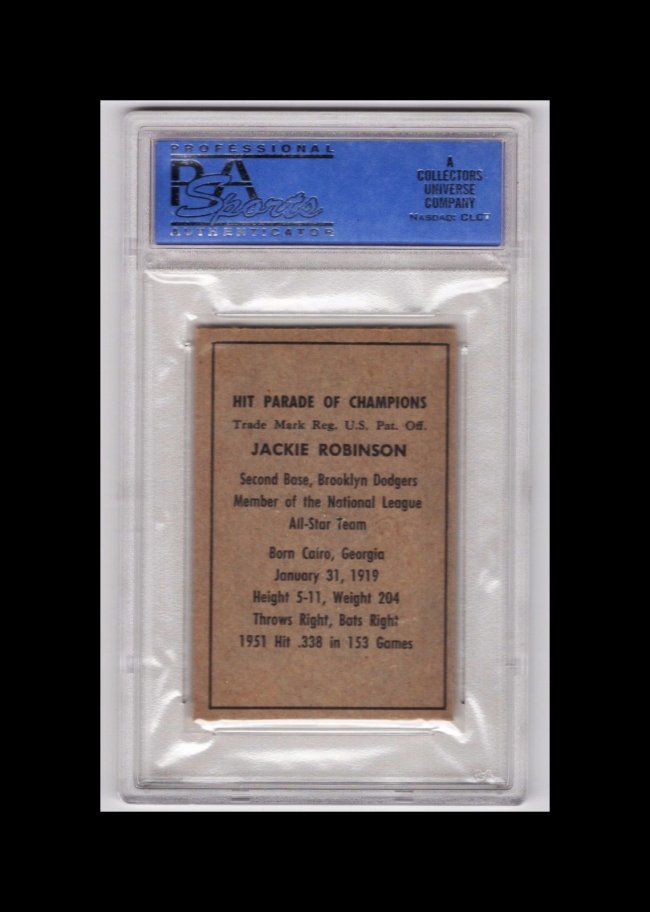 PROFESSIONAL
PSA
Sports
AUTHENTICATOR
A
COLLECTORS
UNIVERSE
COMPANY
NASDAQ: CLCT
HIT PARADE OF CHAMPIONS
Trade Mark Reg. U.S. Pat. Off.
JACKIE ROBINSON
Second Base, Brooklyn Dodgers
Member of the National League
All-Star Team
Born Cairo, Georgia
January 31, 1919
Height 5-11, Weight 204
Throws Right, Bats Right
1951 Hit .338 in 153 Games